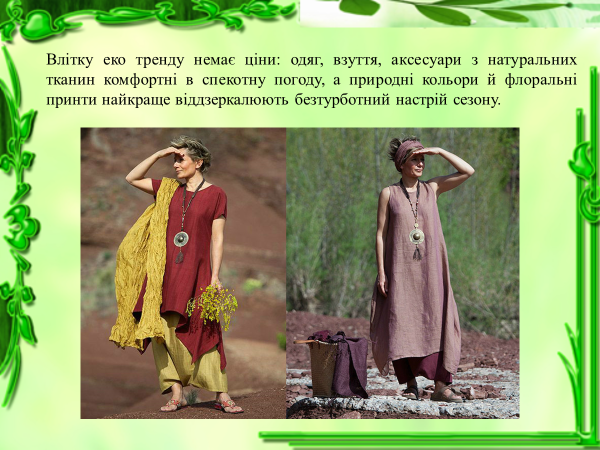 Влітку еко тренду немає ціни: одяг, взуття, аксесуари з натуральних
тканин комфортні в спекотну погоду, а природні кольори й флоральні
принти найкраще віддзеркалюють безтурботний настрій сезону.